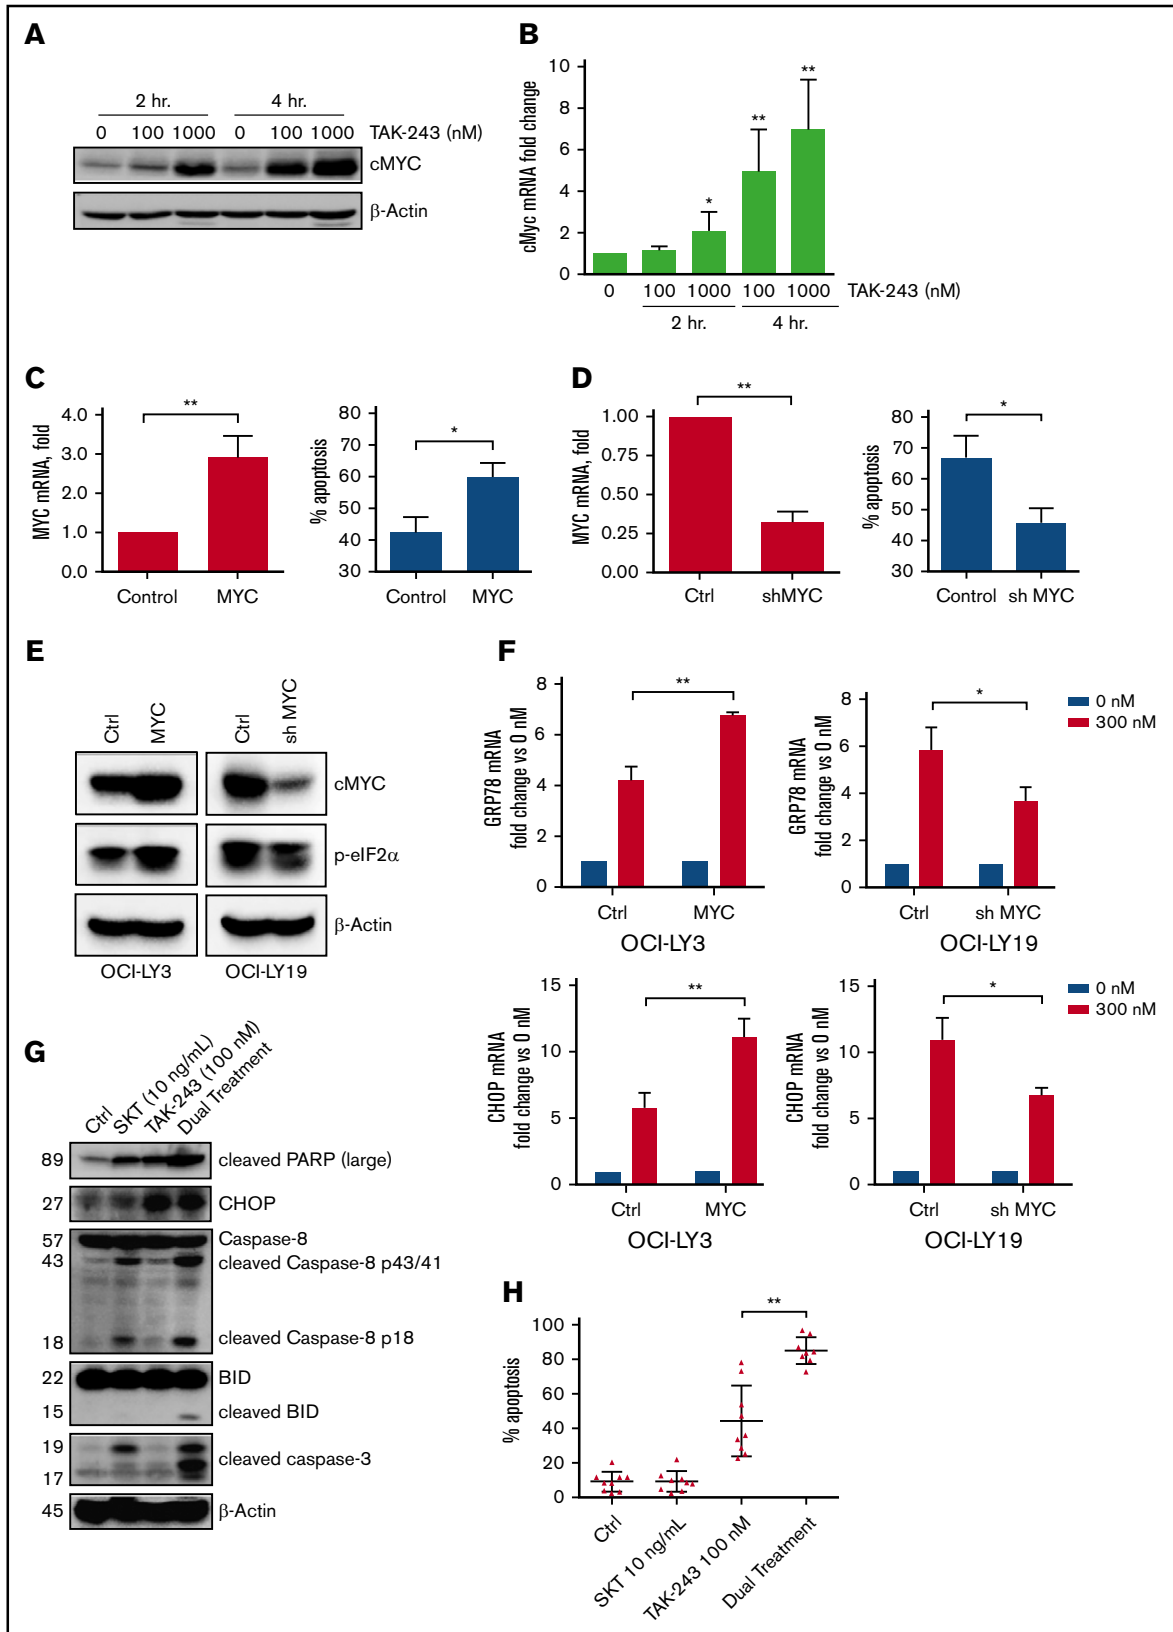 A
2 hr. 4 hr.
0 100 1000 0 100 1000 TAK-243 (nM)
cMYC
β-Actin
B
cMyc mRNA fold change
10
8
6
4
2
0
*
**
**
0 100 1000 100 1000 TAK-243 (nM)
2 hr. 4 hr.
C
MYC mRNA, fold
4.0
3.0
2.0
1.0
0.0
**
Control MYC
% apoptosis
80
70
60
50
40
30
*
Control MYC
D
MYC mRNA, fold
1.00
0.75
0.50
0.25
0.00
**
Ctrl shMYC
% apoptosis
80
70
60
50
40
30
*
Control sh MYC
E
Ctrl MYC Ctrl sh MYC
cMYC
p-eIF2α
β-Actin
OCI-LY3 OCI-LY19
F
GRP78 mRNA
fold change vs 0 nM
8
6
4
2
0
**
Ctrl MYC
OCI-LY3
GRP78 mRNA
fold change vs 0 nM
8
6
4
2
0
*
Ctrl sh MYC
OCI-LY19
0 nM
300 nM
CHOP mRNA
fold change vs 0 nM
15
10
5
0
**
Ctrl MYC
OCI-LY3
CHOP mRNA
fold change vs 0 nM
15
10
5
0
*
Ctrl sh MYC
OCI-LY19
0 nM
300 nM
G
Ctrl
SKT (10 ng/mL)
TAK-243 (100 nM)
Dual Treatment
89 cleaved PARP (large)
27 CHOP
57 Caspase-8
43 cleaved Caspase-8 p43/41
18 cleaved Caspase-8 p18
22 BID
15 cleaved BID
19
cleaved caspase-3
17
45 β-Actin
H
% apoptosis
100
80
60
40
20
0
**
Ctrl
SKT 10 ng/mL
TAK-243 100 nM
Dual Treatment